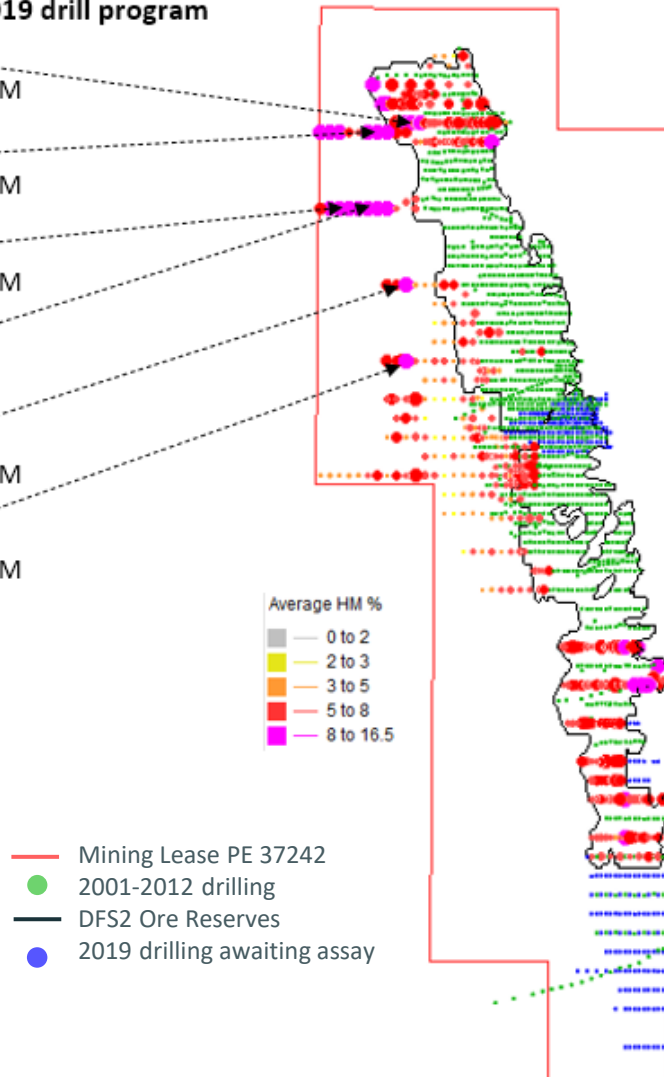 19 drill program
M
M
M
M
M
Average HM %
0 to 2
2 to 3
3 to 5
5 to 8
8 to 16.5
Mining Lease PE 37242
2001-2012 drilling
DFS2 Ore Reserves
2019 drilling awaiting assay